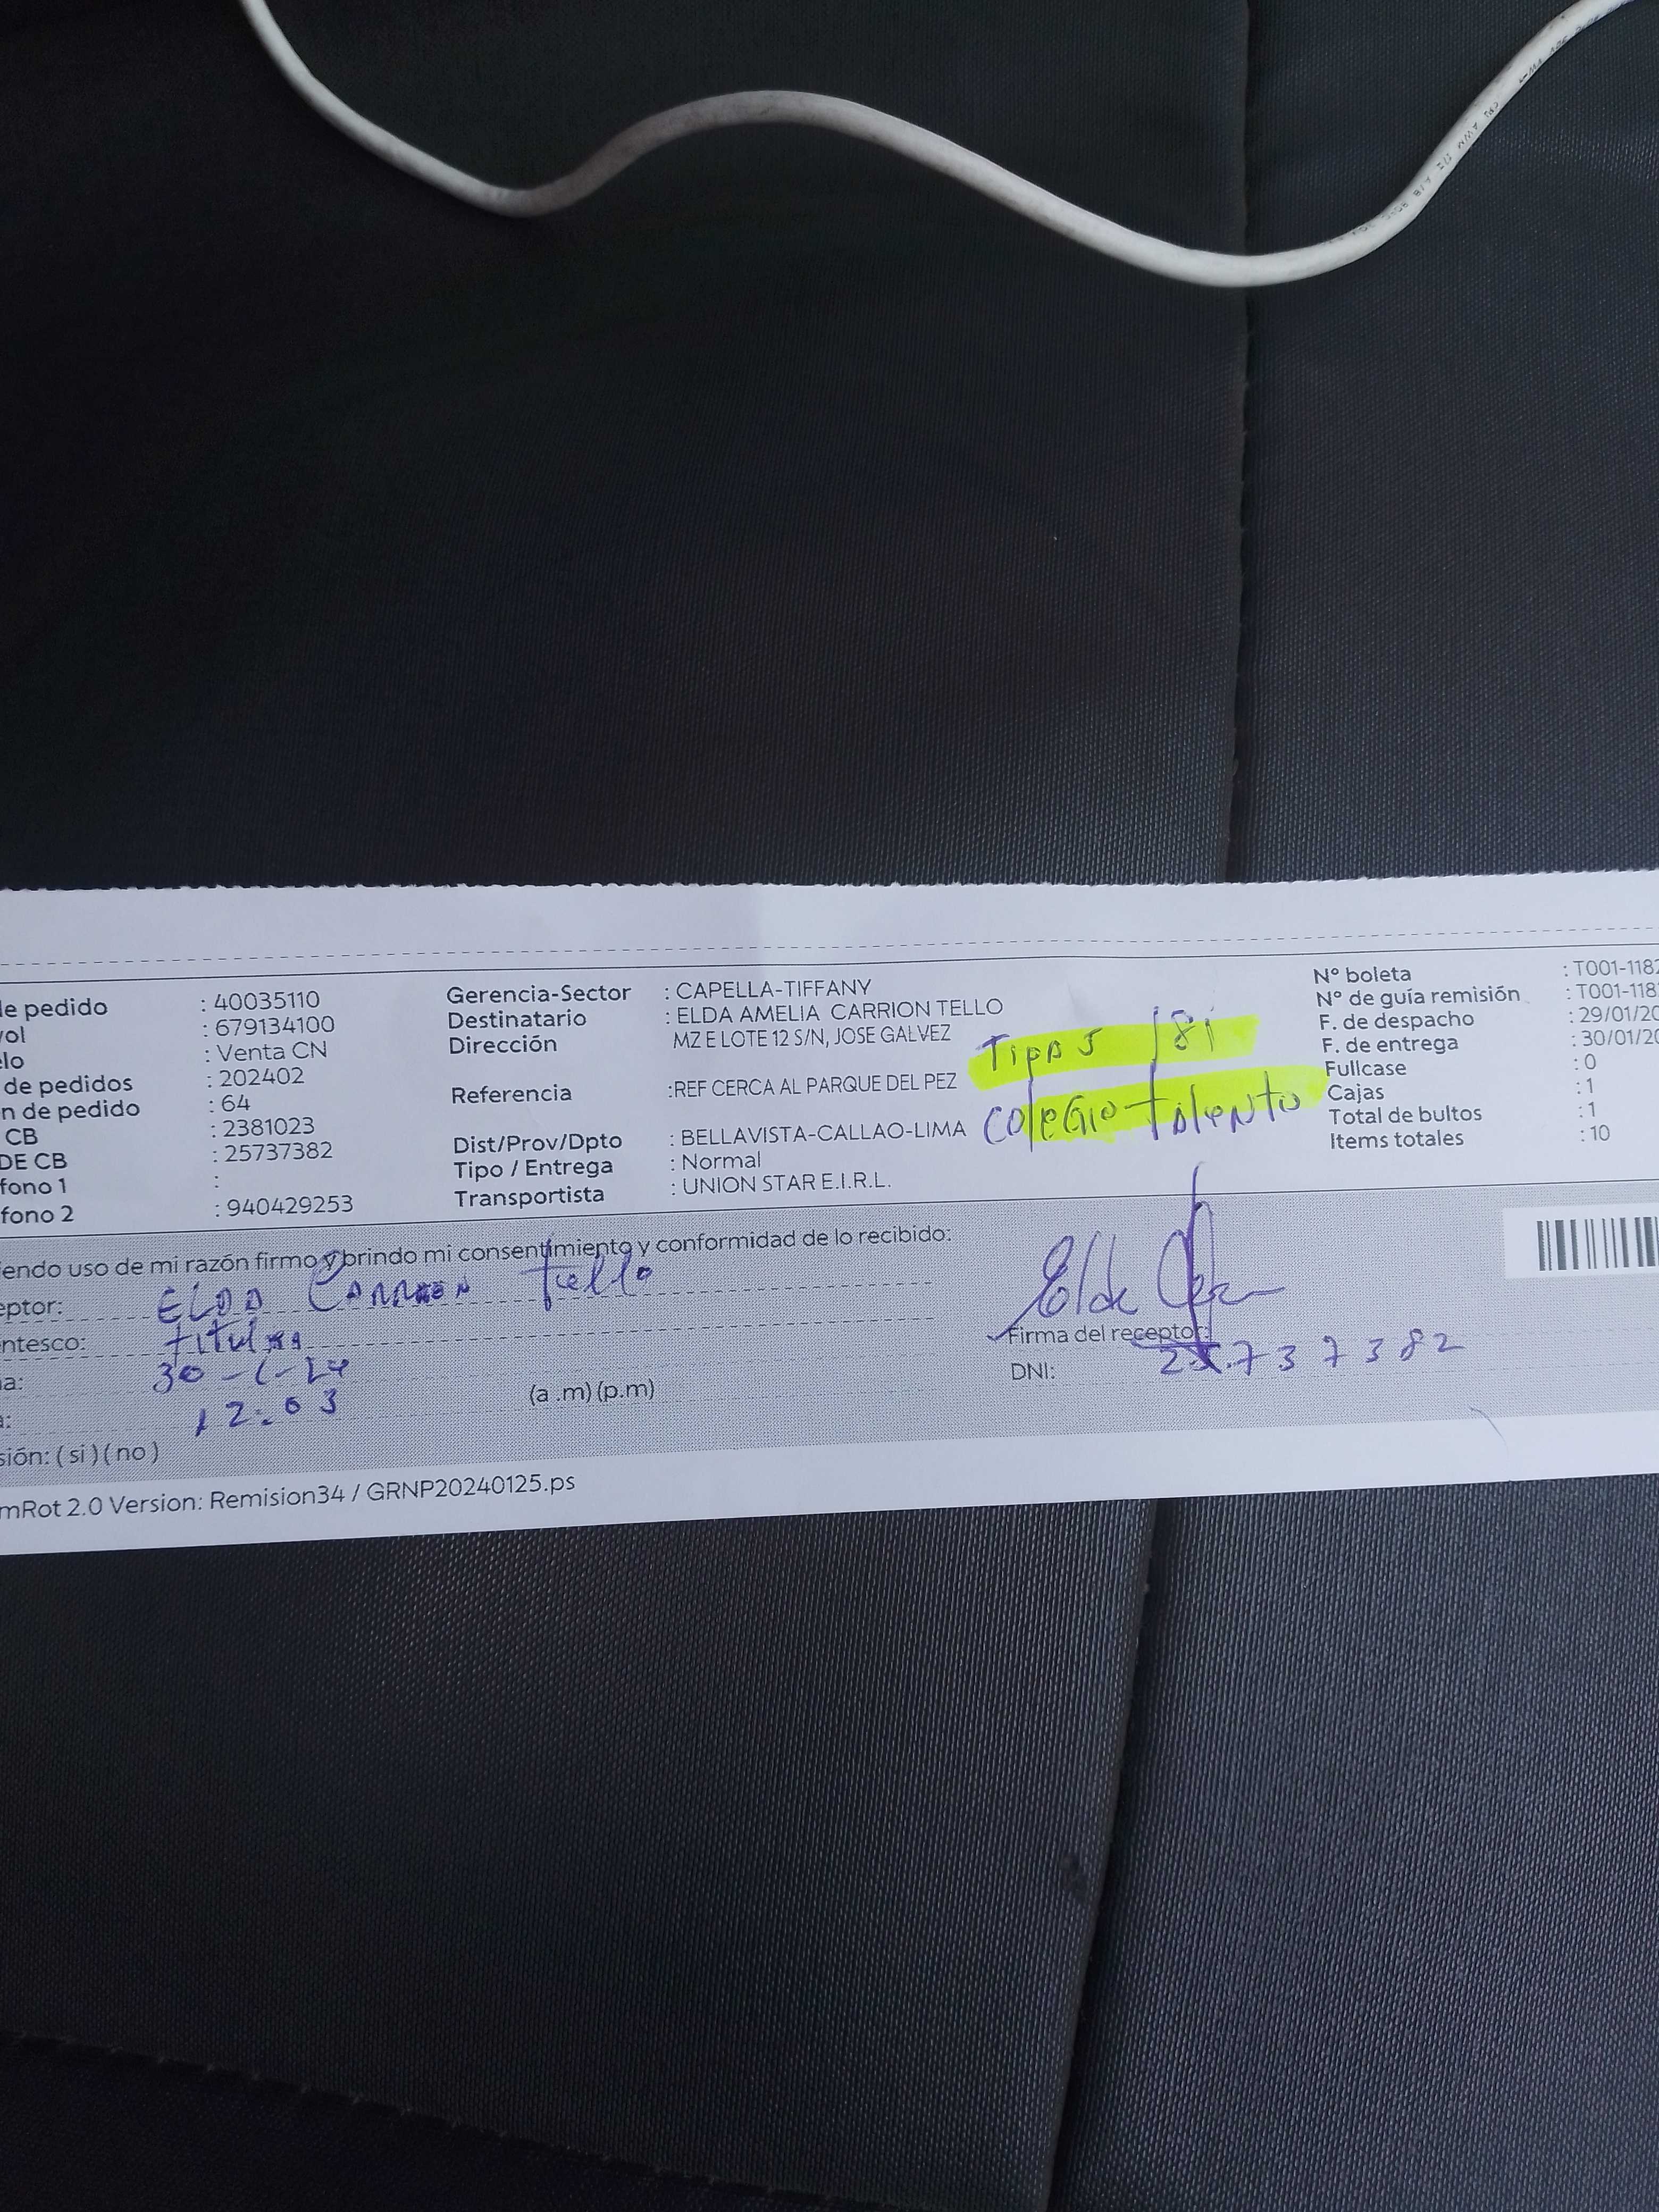 de pedido : 40035110
vol : 679134100
elo : Venta CN
de pedidos : 202402
n de pedido : 64
CB : 2381023
DE CB : 25737382
fono 1 :
fono 2 : 940429253
Gerencia-Sector : CAPELLA-TIFFANY
Destinatario : ELDA AMELIA CARRION TELLO
Dirección MZ E LOTE 12 S/N, JOSE GALVEZ
Referencia :REF CERCA AL PARQUE DEL PEZ
Dist/Prov/Dpto : BELLAVISTA-CALLAO-LIMA
Tipo / Entrega : Normal
Transportista : UNION STAR E.I.R.L.
colegio talento
N° boleta : T001-1182
N° de guía remisión : T001-118
F. de despacho : 29/01/20
F. de entrega : 30/01/20
Fullcase : 0
Cajas : 1
Total de bultos : 1
Items totales : 10
endo uso de mi razón firmo y brindo mi consentimiento y conformidad de lo recibido:
eptor: ELDA CARRION Tello
ntesco: titular
a: 30-1-24
a: 12:03 (a .m) (p.m)
sión: ( si ) ( no )
Firma del receptor:
DNI: 25737382
mRot 2.0 Version: Remision34 / GRNP20240125.ps